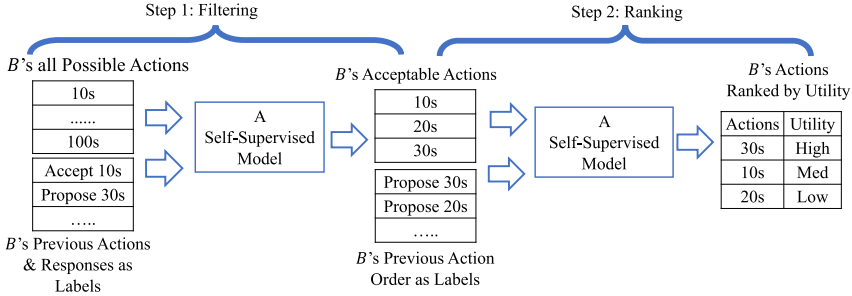 Step 1: Filtering
Step 2: Ranking
B's all Possible Actions
10s
......
100s
Accept 10s
Propose 30s
.....
B's Previous Actions
& Responses as
Labels
A
Self-Supervised
Model
B's Acceptable Actions
10s
20s
30s
Propose 30s
Propose 20s
.....
B's Previous Action
Order as Labels
A
Self-Supervised
Model
B's Actions
Ranked by Utility
Actions Utility
30s High
10s Med
20s Low